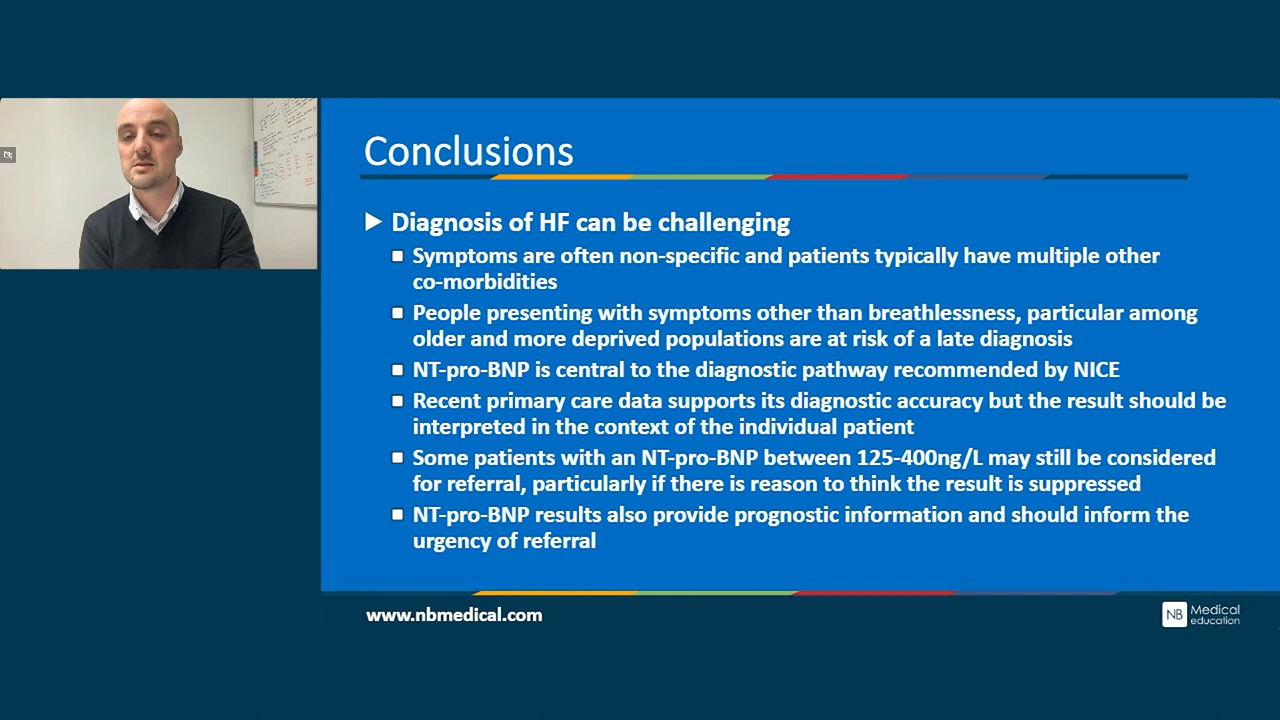 Conclusions
Diagnosis of HF can be challenging
Symptoms are often non-specific and patients typically have multiple other
co-morbidities
People presenting with symptoms other than breathlessness, particular among
older and more deprived populations are at risk of a late diagnosis
NT-pro-BNP is central to the diagnostic pathway recommended by NICE
Recent primary care data supports its diagnostic accuracy but the result should be
interpreted in the context of the individual patient
Some patients with an NT-pro-BNP between 125-400ng/L may still be considered
for referral, particularly if there is reason to think the result is suppressed
NT-pro-BNP results also provide prognostic information and should inform the
urgency of referral
www.nbmedical.com
NB Medical
education